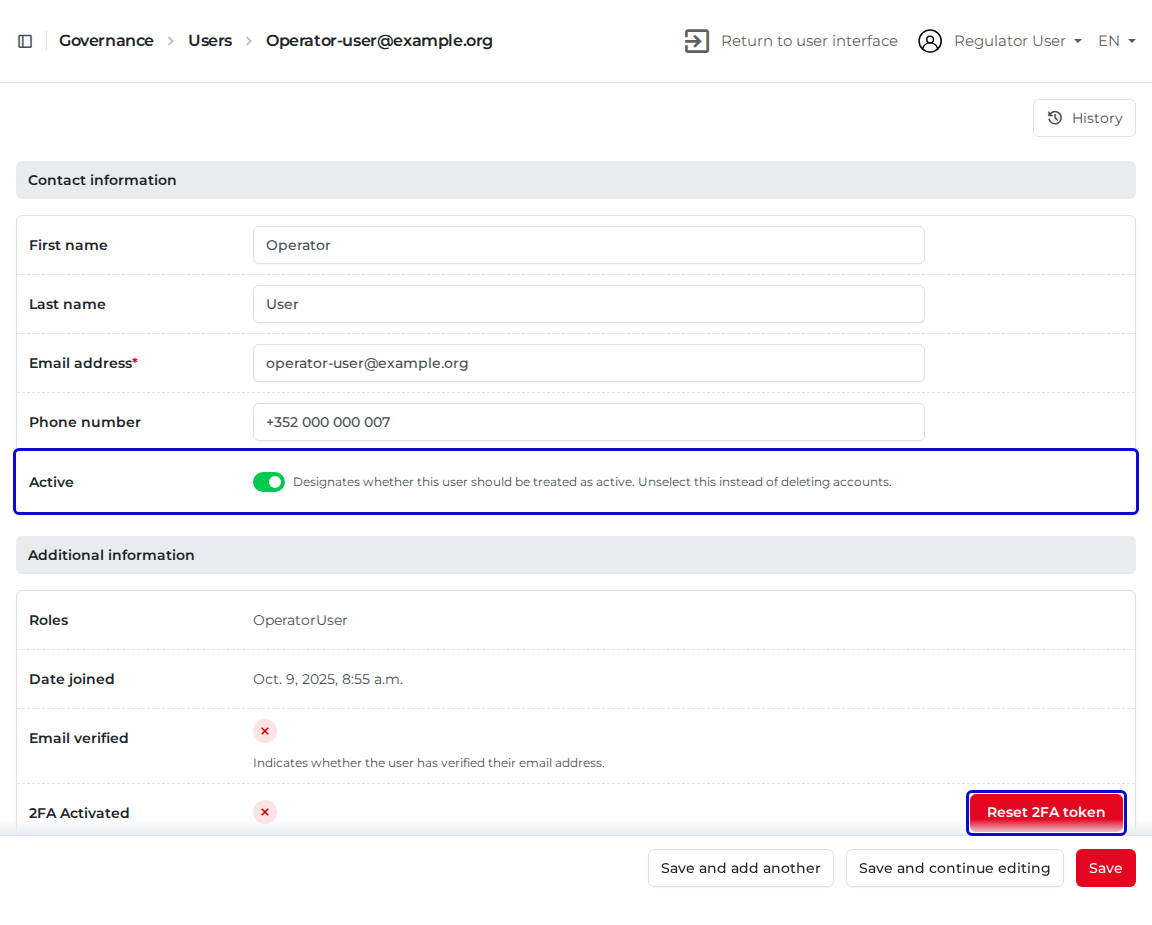 Governance > Users > Operator-user@example.org Return to user interface Regulator User EN
History
Contact information
First name Operator
Last name User
Email address* operator-user@example.org
Phone number +352 000 000 007
Active Designates whether this user should be treated as active. Unselect this instead of deleting accounts.
Additional information
Roles OperatorUser
Date joined Oct. 9, 2025, 8:55 a.m.
Email verified
Indicates whether the user has verified their email address.
2FA Activated Reset 2FA token
Save and add another Save and continue editing Save